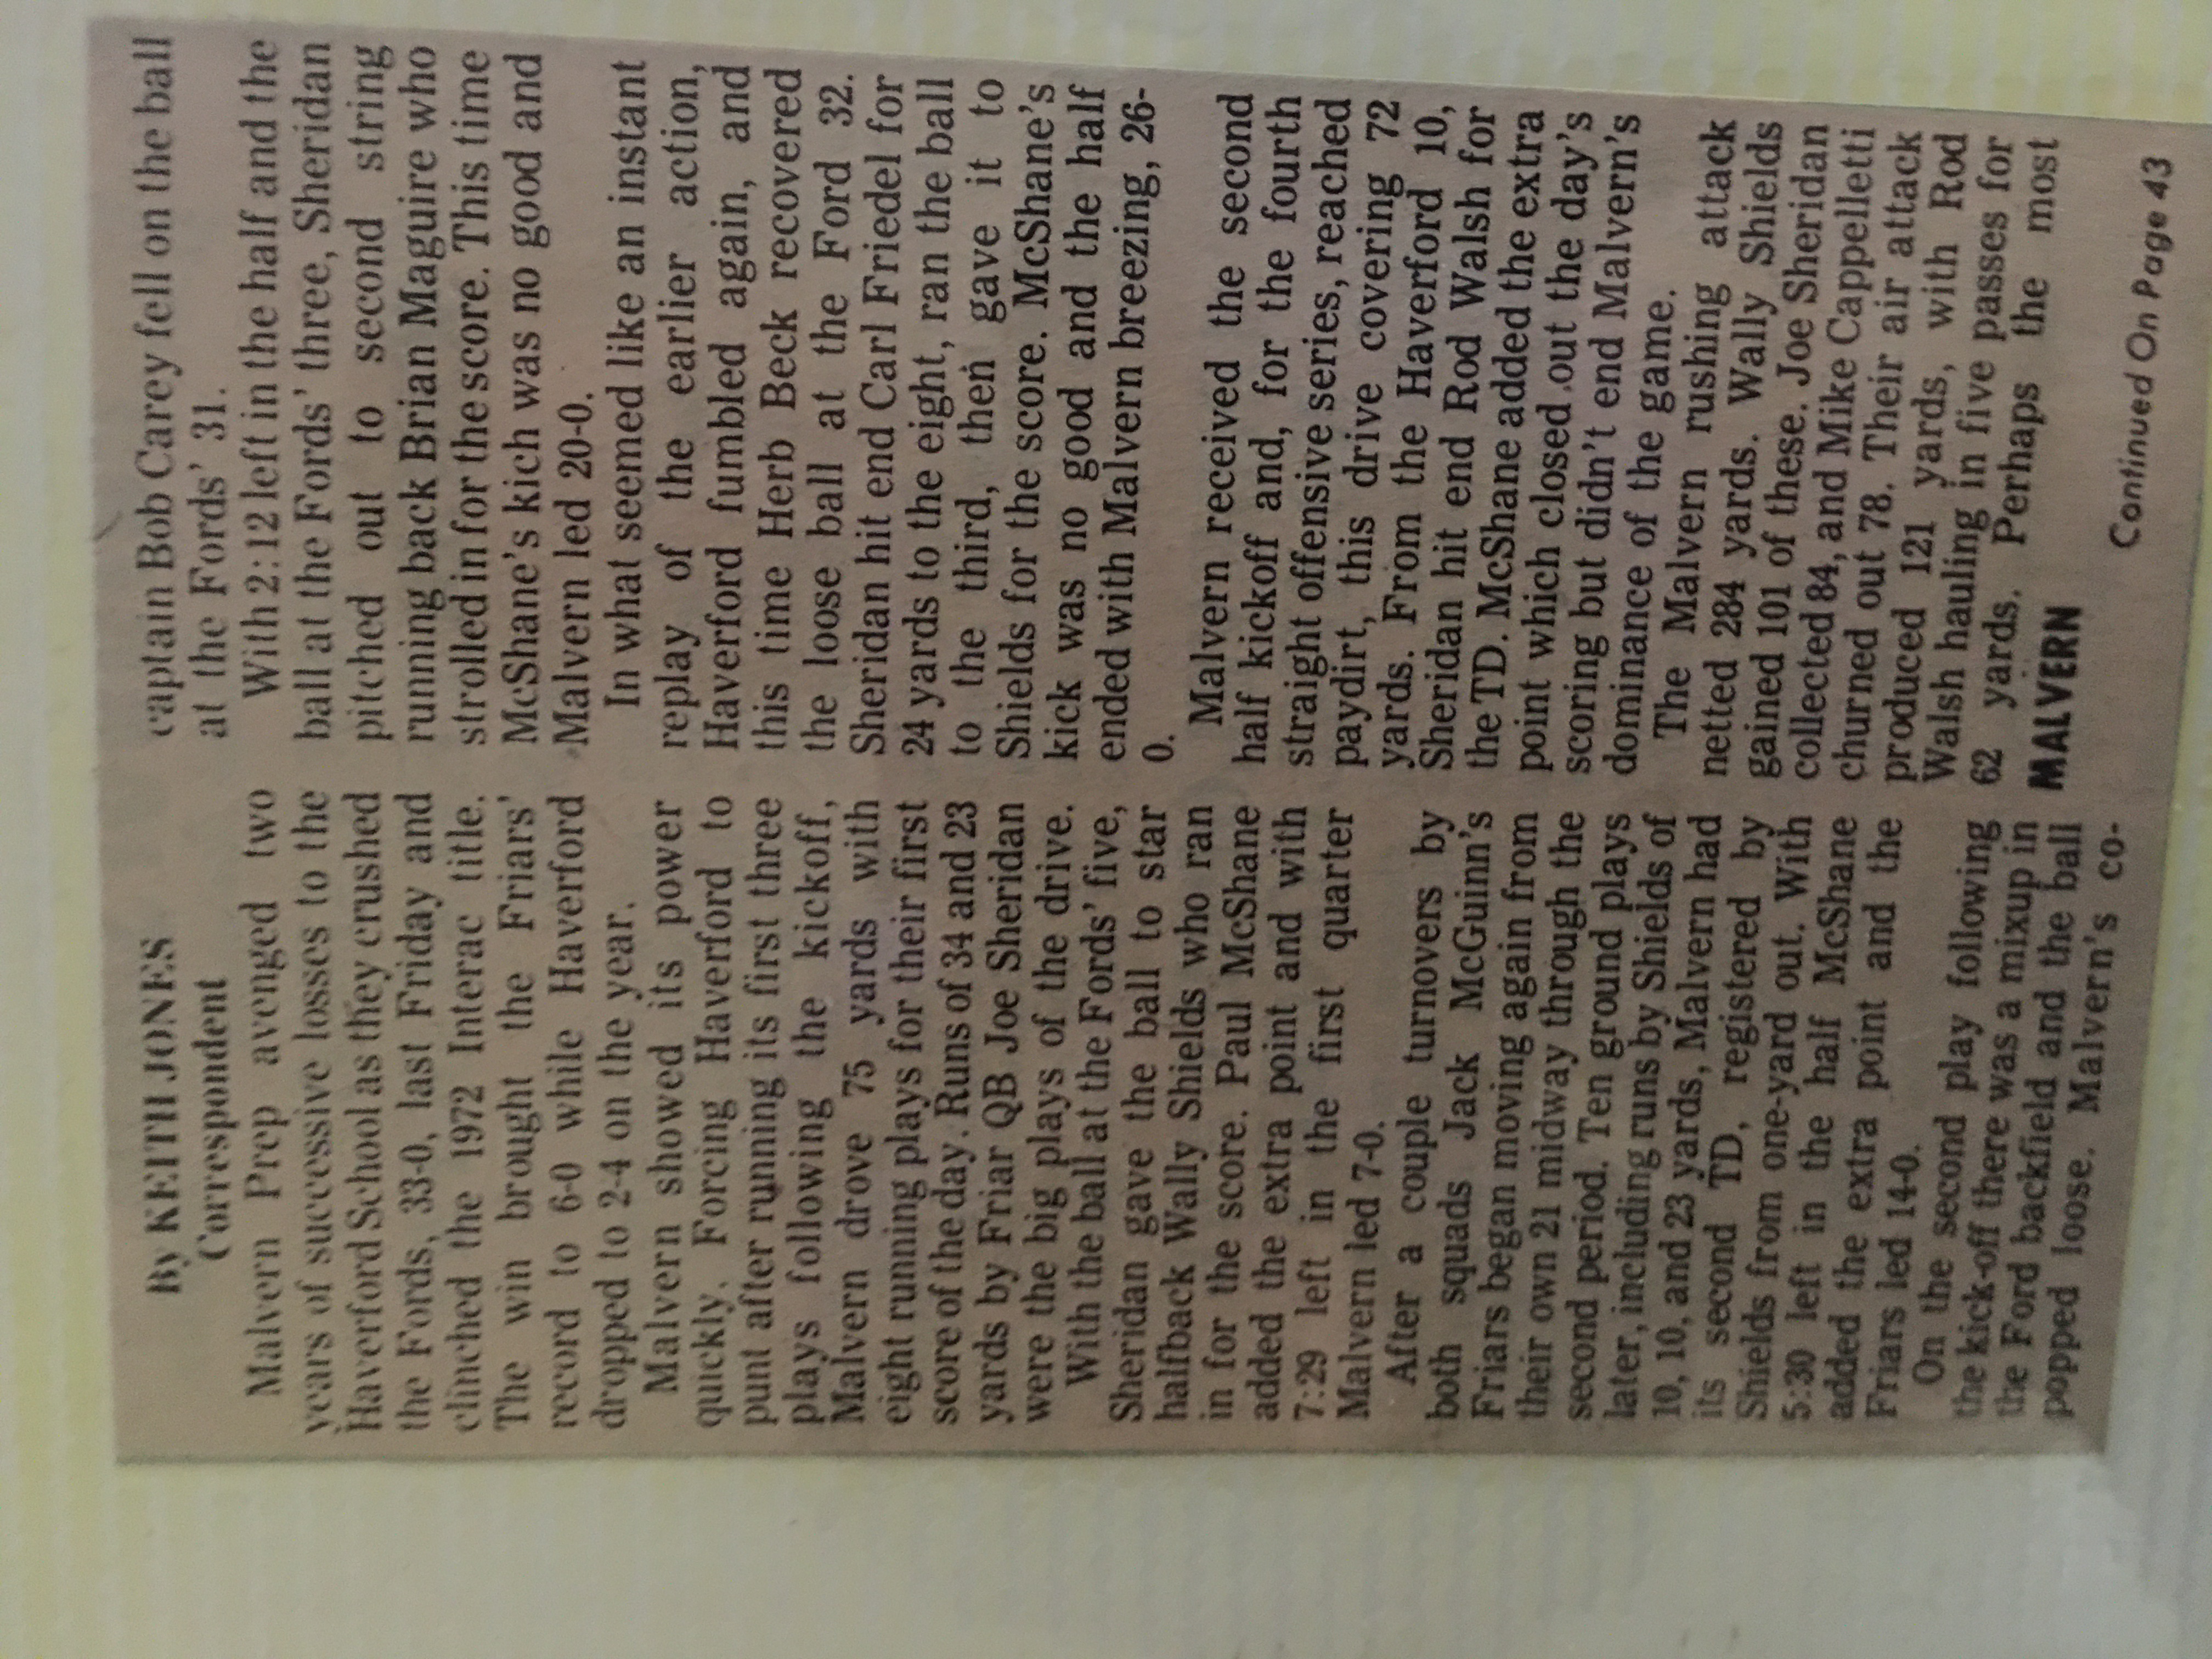 By KEITH JONES
Correspondent
Malvern Prep avenged two
years of successive losses to the
Haverford School as they crushed
the Fords, 33-0, last Friday and
clinched the 1972 Interac title.
The win brought the Friars'
record to 6-0 while Haverford
dropped to 2-4 on the year.
Malvern showed its power
quickly. Forcing Haverford to
punt after running its first three
plays following the kickoff,
Malvern drove 75 yards with
eight running plays for their first
score of the day. Runs of 34 and 23
yards by Friar QB Joe Sheridan
were the big plays of the drive.
With the ball at the Fords' five,
Sheridan gave the ball to star
halfback Wally Shields who ran
in for the score. Paul McShane
added the extra point and with
7:29 left in the first quarter
Malvern led 7-0.
After a couple turnovers by
both squads Jack McGuinn's
Friars began moving again from
their own 21 midway through the
second period. Ten ground plays
later, including runs by Shields of
10, 10, and 23 yards, Malvern had
its second TD, registered by
Shields from one-yard out. With
5:30 left in the half McShane
added the extra point and the
Friars led 14-0.
On the second play following
the kick-off there was a mixup in
the Ford backfield and the ball
popped loose. Malvern's co-
captain Bob Carey fell on the ball
at the Fords' 31.
With 2:12 left in the half and the
ball at the Fords' three, Sheridan
pitched out to second string
running back Brian Maguire who
strolled in for the score. This time
McShane's kich was no good and
Malvern led 20-0.
In what seemed like an instant
replay of the earlier action,
Haverford fumbled again, and
this time Herb Beck recovered
the loose ball at the Ford 32.
Sheridan hit end Carl Friedel for
24 yards to the eight, ran the ball
to the third, then gave it to
Shields for the score. McShane's
kick was no good and the half
ended with Malvern breezing, 26-
0.
Malvern received the second
half kickoff and, for the fourth
straight offensive series, reached
paydirt, this drive covering 72
yards. From the Haverford 10,
Sheridan hit end Rod Walsh for
the TD. McShane added the extra
point which closed out the day's
scoring but didn't end Malvern's
dominance of the game.
The Malvern rushing attack
netted 284 yards. Wally Shields
gained 101 of these. Joe Sheridan
collected 84, and Mike Cappelletti
churned out 78. Their air attack
produced 121 yards, with Rod
Walsh hauling in five passes for
62 yards. Perhaps the most
MALVERN
Continued On Page 43